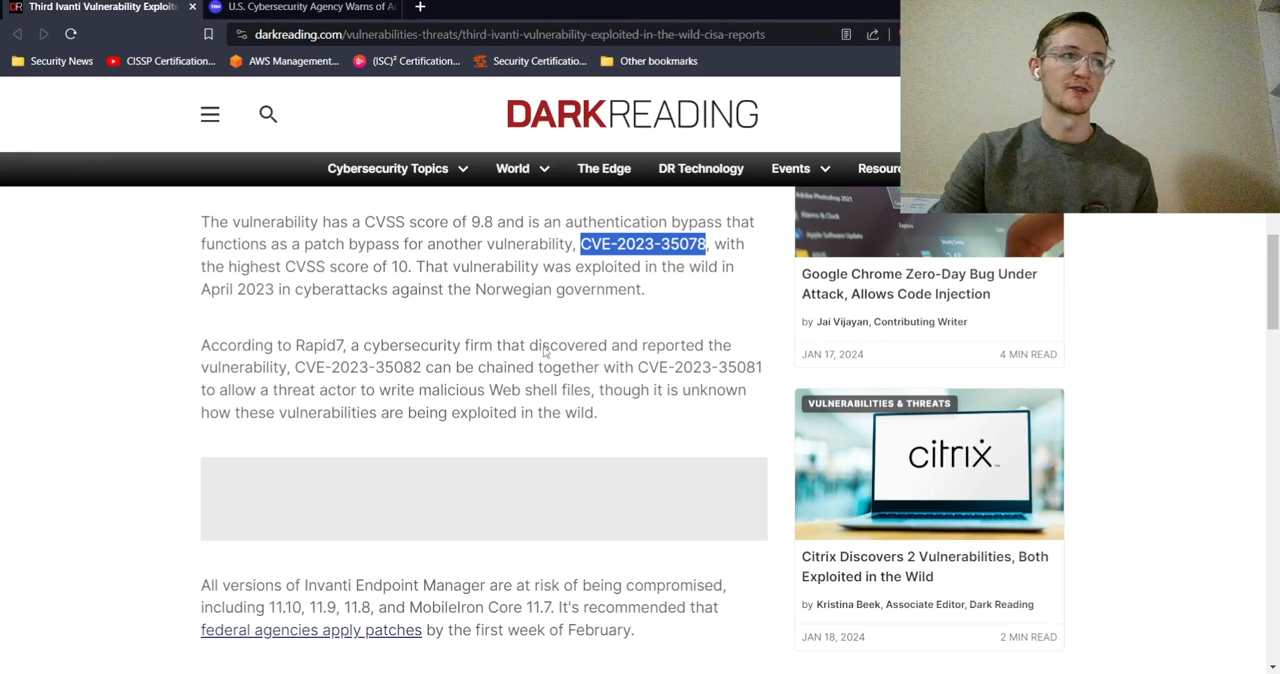 DR Third Ivanti Vulnerability Exploite
U.S. Cybersecurity Agency Warns of Ac
darkreading.com/vulnerabilities-threats/third-ivanti-vulnerability-exploited-in-the-wild-cisa-reports
Security News
CISSP Certification...
AWS Management...
(ISC)² Certification...
Security Certificatio...
Other bookmarks
DARKREADING
Cybersecurity Topics
World
The Edge
DR Technology
Events
Resour
The vulnerability has a CVSS score of 9.8 and is an authentication bypass that
functions as a patch bypass for another vulnerability, CVE-2023-35078, with
the highest CVSS score of 10. That vulnerability was exploited in the wild in
April 2023 in cyberattacks against the Norwegian government.
According to Rapid7, a cybersecurity firm that discovered and reported the
vulnerability, CVE-2023-35082 can be chained together with CVE-2023-35081
to allow a threat actor to write malicious Web shell files, though it is unknown
how these vulnerabilities are being exploited in the wild.
All versions of Invanti Endpoint Manager are at risk of being compromised,
including 11.10, 11.9, 11.8, and MobileIron Core 11.7. It's recommended that
federal agencies apply patches by the first week of February.
Adobe Photoshop 2021
Alarms & Clock
Apple Software Update
Google Chrome Zero-Day Bug Under
Attack, Allows Code Injection
by Jai Vijayan, Contributing Writer
JAN 17, 2024
4 MIN READ
VULNERABILITIES & THREATS
citrix
Citrix Discovers 2 Vulnerabilities, Both
Exploited in the Wild
by Kristina Beek, Associate Editor, Dark Reading
JAN 18, 2024
2 MIN READ